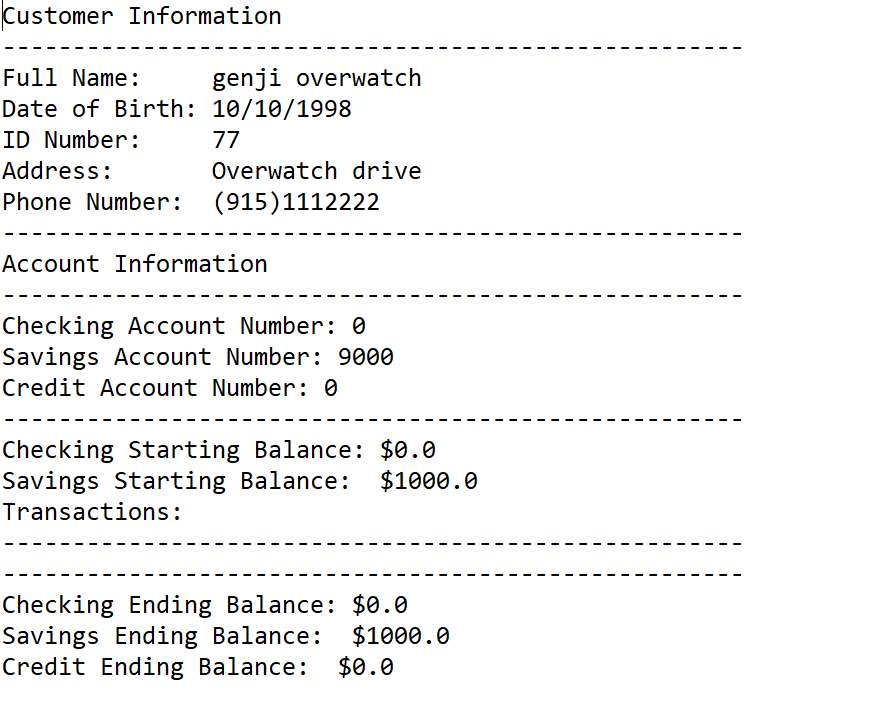 Customer Information
-----------------------------------------------------
Full Name:     genji overwatch
Date of Birth: 10/10/1998
ID Number:     77
Address:       Overwatch drive
Phone Number:  (915)1112222
-----------------------------------------------------
Account Information
-----------------------------------------------------
Checking Account Number: 0
Savings Account Number: 9000
Credit Account Number: 0
-----------------------------------------------------
Checking Starting Balance: $0.0
Savings Starting Balance:  $1000.0
Transactions:
-----------------------------------------------------
-----------------------------------------------------
Checking Ending Balance: $0.0
Savings Ending Balance:  $1000.0
Credit Ending Balance:  $0.0